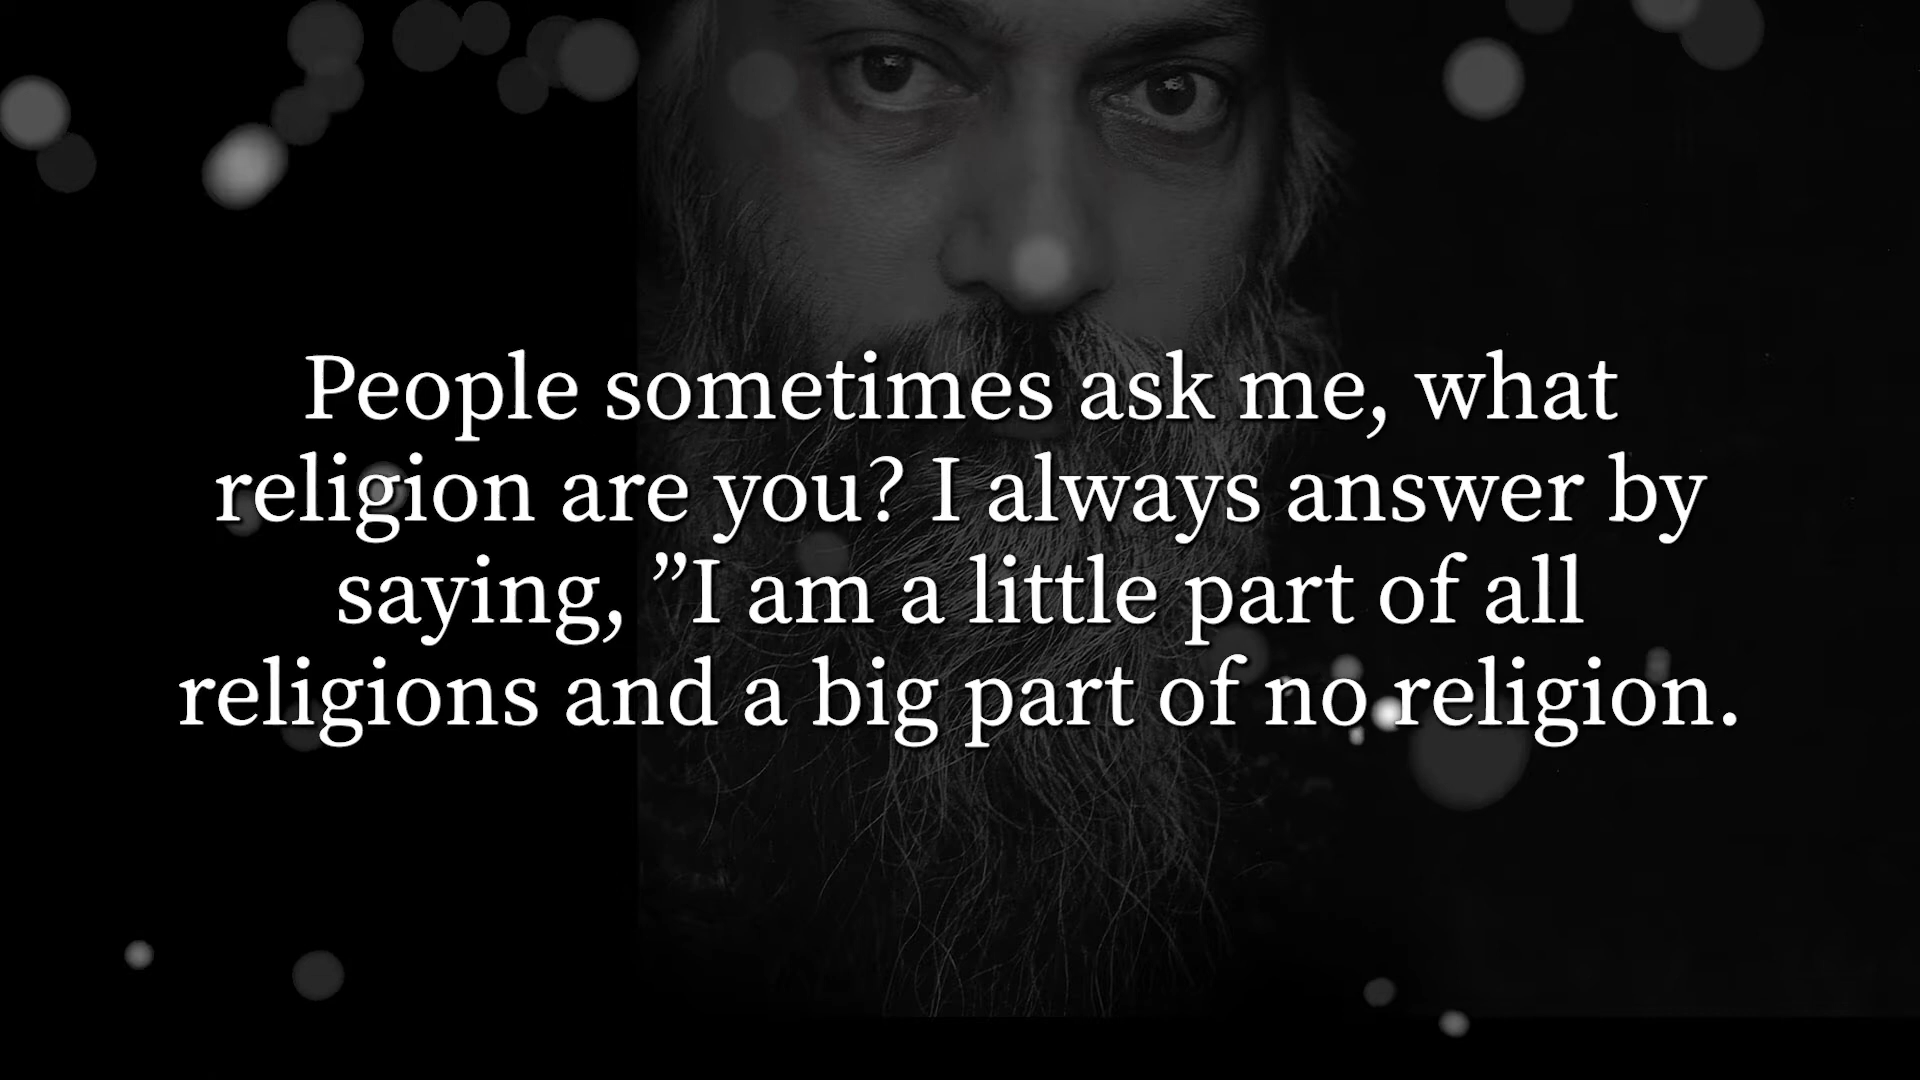 People sometimes ask me, what
religion are you? I always answer by
saying, ”I am a little part of all
religions and a big part of no religion.